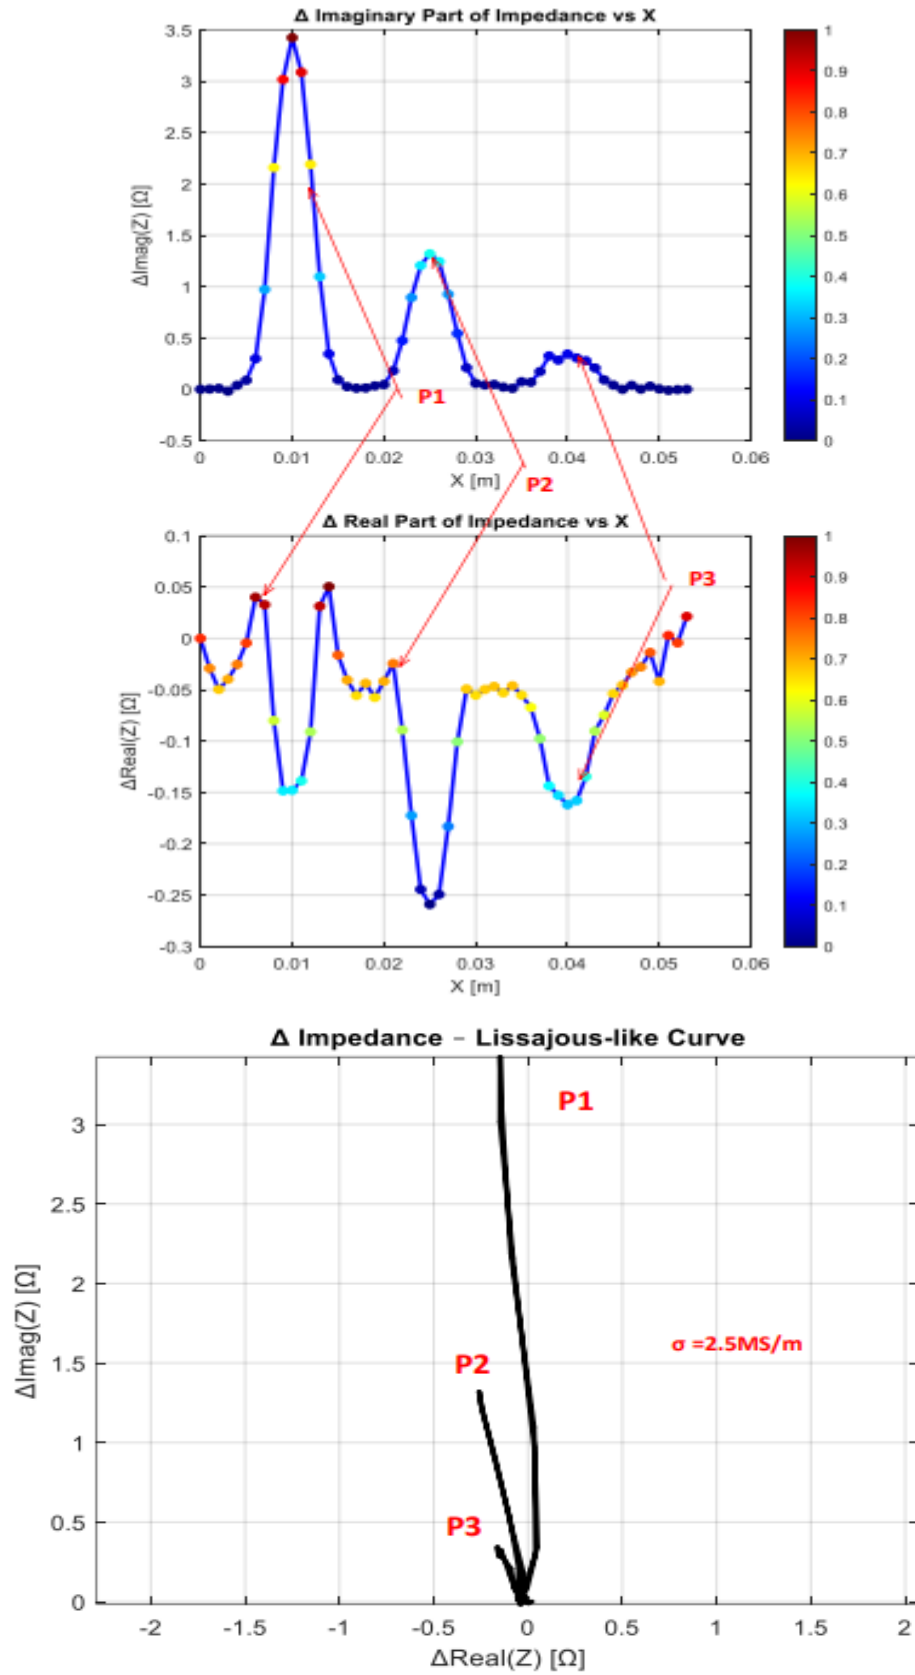 Δ Imaginary Part of Impedance vs X
ΔImag(Z) [Ω]
3.5
3
2.5
2
1.5
1
0.5
0
-0.5
0 0.01 0.02 0.03 0.04 0.05 0.06
X [m]
1
0.9
0.8
0.7
0.6
0.5
0.4
0.3
0.2
0.1
0
P1
P2
P3
Δ Real Part of Impedance vs X
ΔReal(Z) [Ω]
0.1
0.05
0
-0.05
-0.1
-0.15
-0.2
-0.25
-0.3
0 0.01 0.02 0.03 0.04 0.05 0.06
X [m]
1
0.9
0.8
0.7
0.6
0.5
0.4
0.3
0.2
0.1
0
Δ Impedance – Lissajous-like Curve
ΔImag(Z) [Ω]
3
2.5
2
1.5
1
0.5
0
P1
P2
P3
σ =2.5MS/m
-2 -1.5 -1 -0.5 0 0.5 1 1.5 2
ΔReal(Z) [Ω]